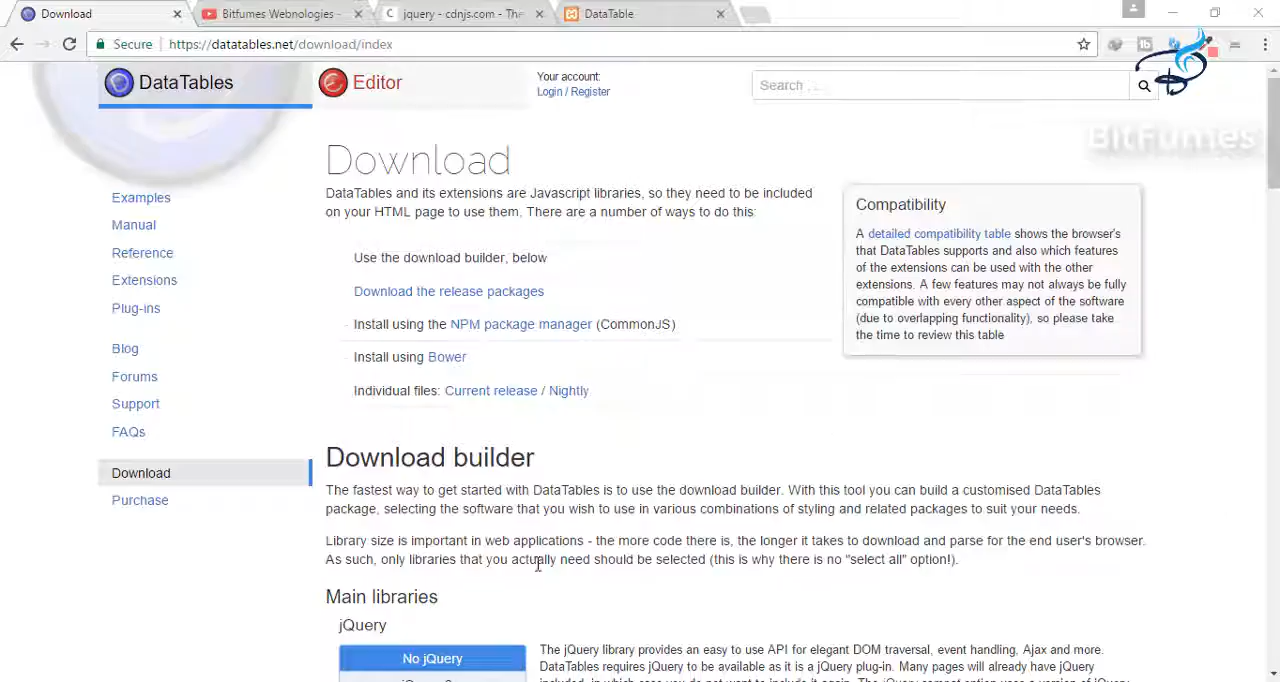 Download
Bitfumes Webnologies -
jquery - cdnjs.com - The
DataTable
Secure
https://datatables.net/download/index
DataTables
Editor
Your account:
Login / Register
Search . . .
BitFumes
Download
DataTables and its extensions are Javascript libraries, so they need to be included
on your HTML page to use them. There are a number of ways to do this:
Use the download builder, below
Download the release packages
Install using the NPM package manager (CommonJS)
Install using Bower
Individual files: Current release / Nightly
Compatibility
A detailed compatibility table shows the browser's
that DataTables supports and also which features
of the extensions can be used with the other
extensions. A few features may not always be fully
compatible with every other aspect of the software
(due to overlapping functionality), so please take
the time to review this table
Examples
Manual
Reference
Extensions
Plug-ins
Blog
Forums
Support
FAQs
Download
Purchase
Download builder
The fastest way to get started with DataTables is to use the download builder. With this tool you can build a customised DataTables
package, selecting the software that you wish to use in various combinations of styling and related packages to suit your needs.
Library size is important in web applications - the more code there is, the longer it takes to download and parse for the end user's browser.
As such, only libraries that you actually need should be selected (this is why there is no "select all" option!).
Main libraries
jQuery
No jQuery
The jQuery library provides an easy to use API for elegant DOM traversal, event handling, Ajax and more.
DataTables requires jQuery to be available as it is a jQuery plug-in. Many pages will already have jQuery